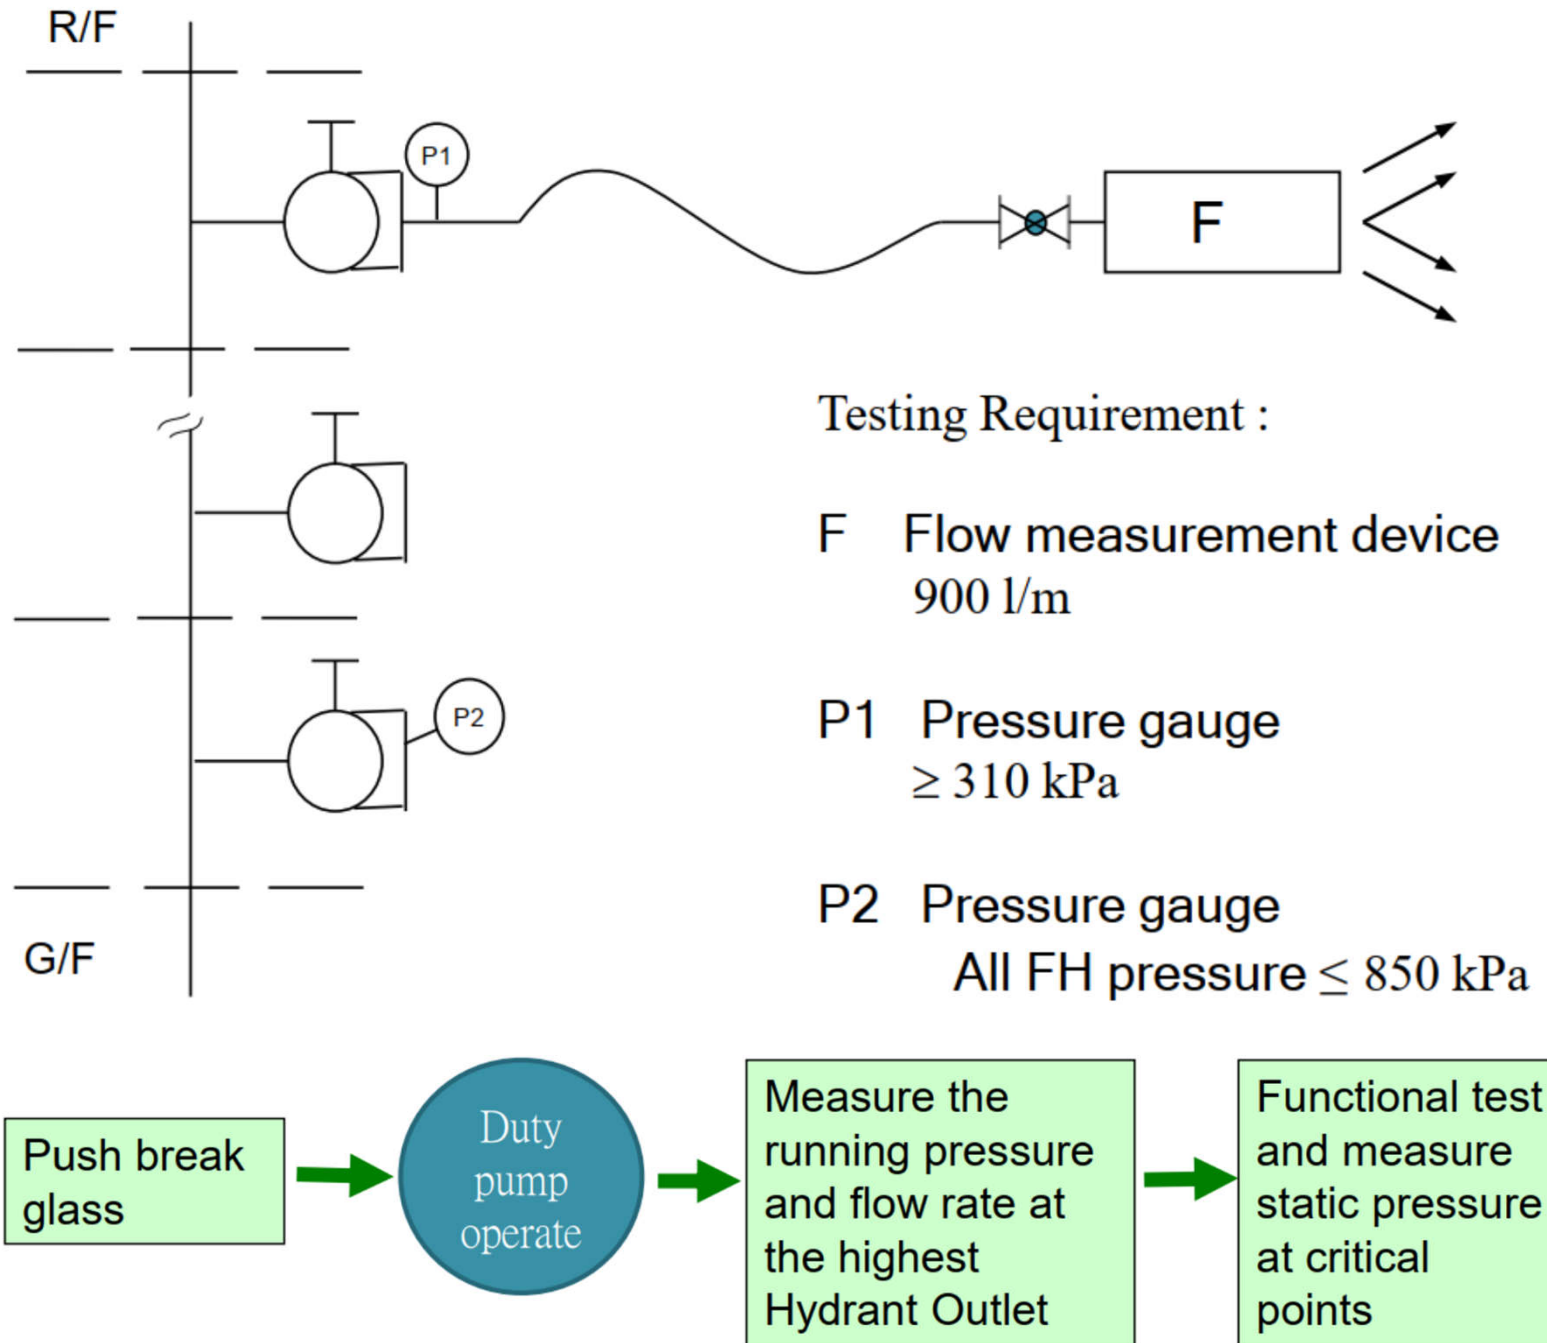 R/F
P1
F
Testing Requirement :
F Flow measurement device
900 l/m
P1 Pressure gauge
≥ 310 kPa
P2
P2 Pressure gauge
All FH pressure ≤ 850 kPa
G/F
Push break
glass
Duty
pump
operate
Measure the
running pressure
and flow rate at
the highest
Hydrant Outlet
Functional test
and measure
static pressure
at critical
points